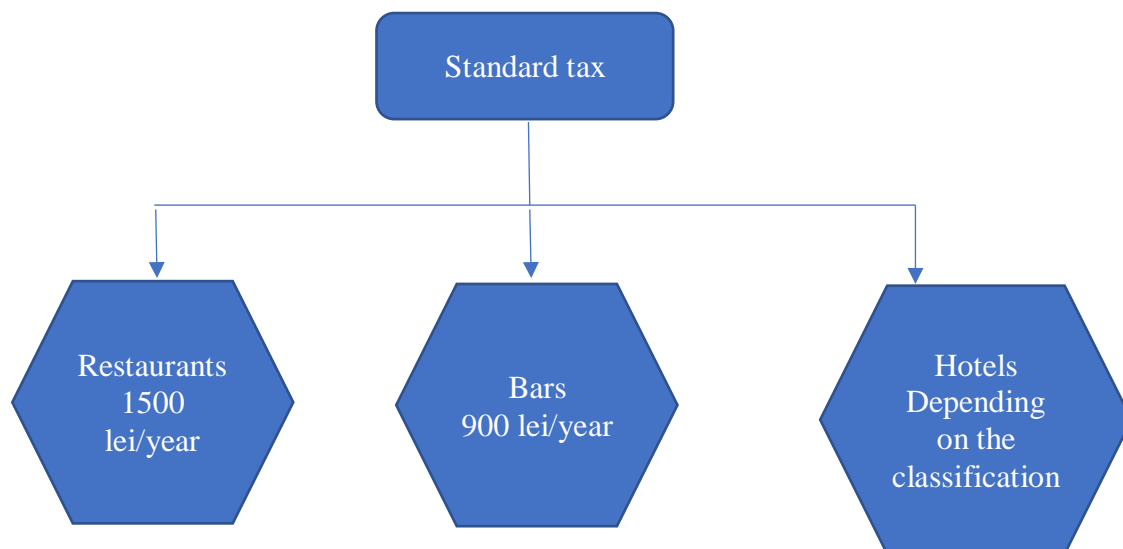 Standard tax
Restaurants
1500
lei/year
Bars
900 lei/year
Hotels
Depending
on the
classification